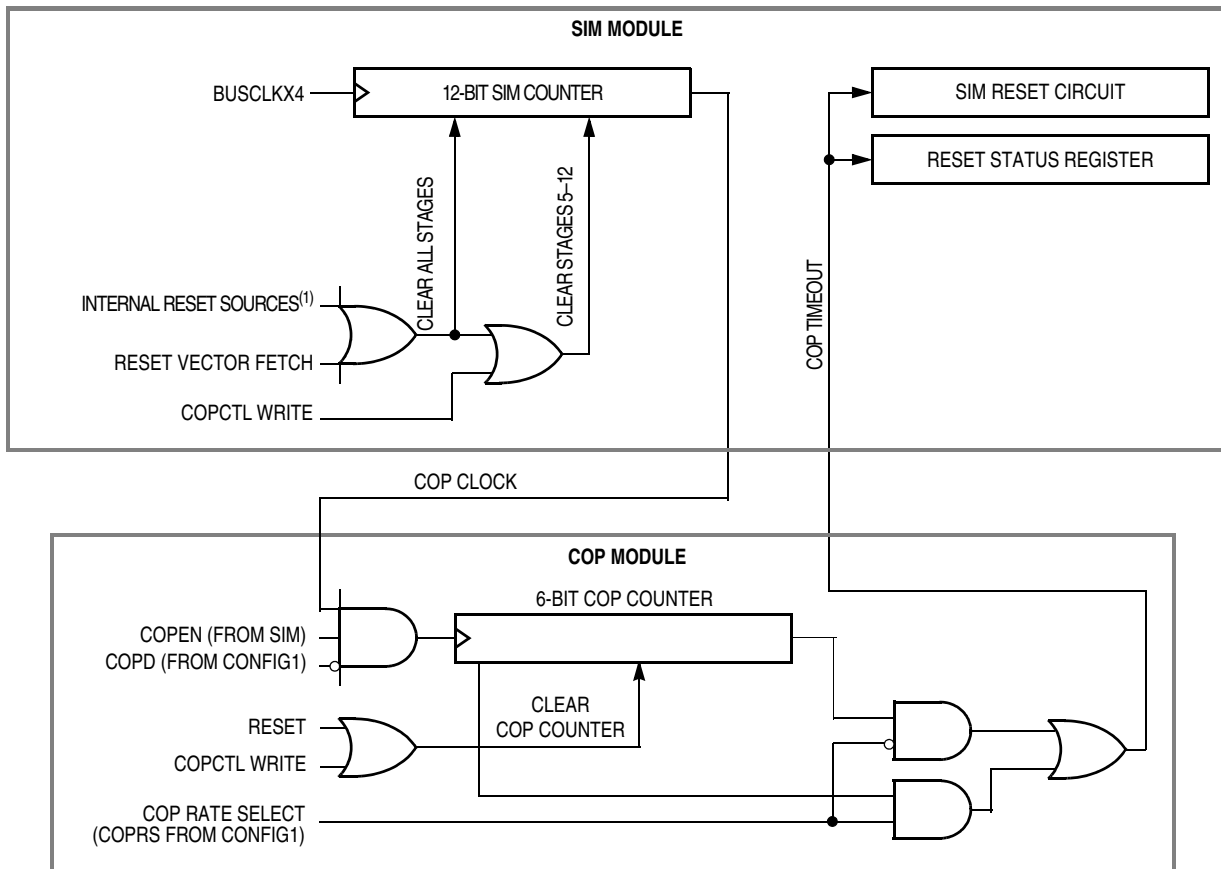 SIM MODULE
BUSCLKX4
12-BIT SIM COUNTER
SIM RESET CIRCUIT
RESET STATUS REGISTER
CLEAR ALL STAGES
CLEAR STAGES 5–12
COP TIMEOUT
INTERNAL RESET SOURCES(1)
RESET VECTOR FETCH
COPCTL WRITE
COP CLOCK
COP MODULE
6-BIT COP COUNTER
COPEN (FROM SIM)
COPD (FROM CONFIG1)
CLEAR
COP COUNTER
RESET
COPCTL WRITE
COP RATE SELECT
(COPRS FROM CONFIG1)